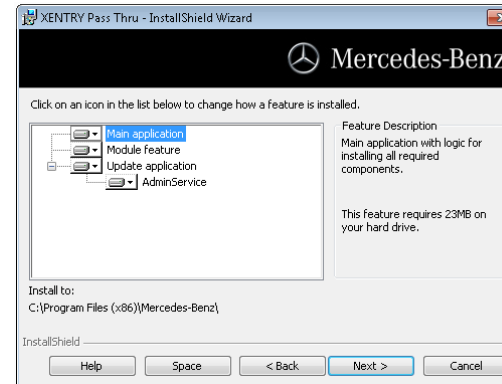 XENTRY Pass Thru - InstallShield Wizard
Mercedes-Benz
Click on an icon in the list below to change how a feature is installed.
Main application
Module feature
Update application
AdminService
Feature Description
Main application with logic for
installing all required
components.
This feature requires 23MB on
your hard drive.
Install to:
C:\Program Files (x86)\Mercedes-Benz\
InstallShield
Help
Space
< Back
Next >
Cancel